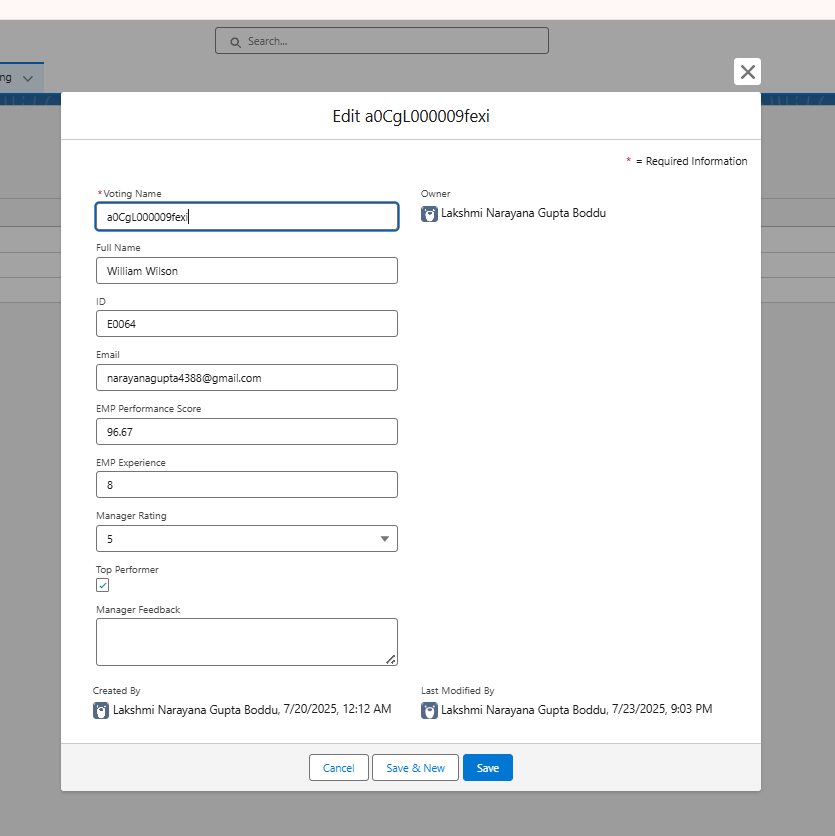 Search...
ng
Edit a0CgL000009fexi
* = Required Information
*Voting Name
a0CgL000009fexi
Owner
Lakshmi Narayana Gupta Boddu
Full Name
William Wilson
ID
E0064
Email
narayanagupta4388@gmail.com
EMP Performance Score
96.67
EMP Experience
8
Manager Rating
5
Top Performer
Manager Feedback
Created By
Lakshmi Narayana Gupta Boddu, 7/20/2025, 12:12 AM
Last Modified By
Lakshmi Narayana Gupta Boddu, 7/23/2025, 9:03 PM
Cancel
Save & New
Save